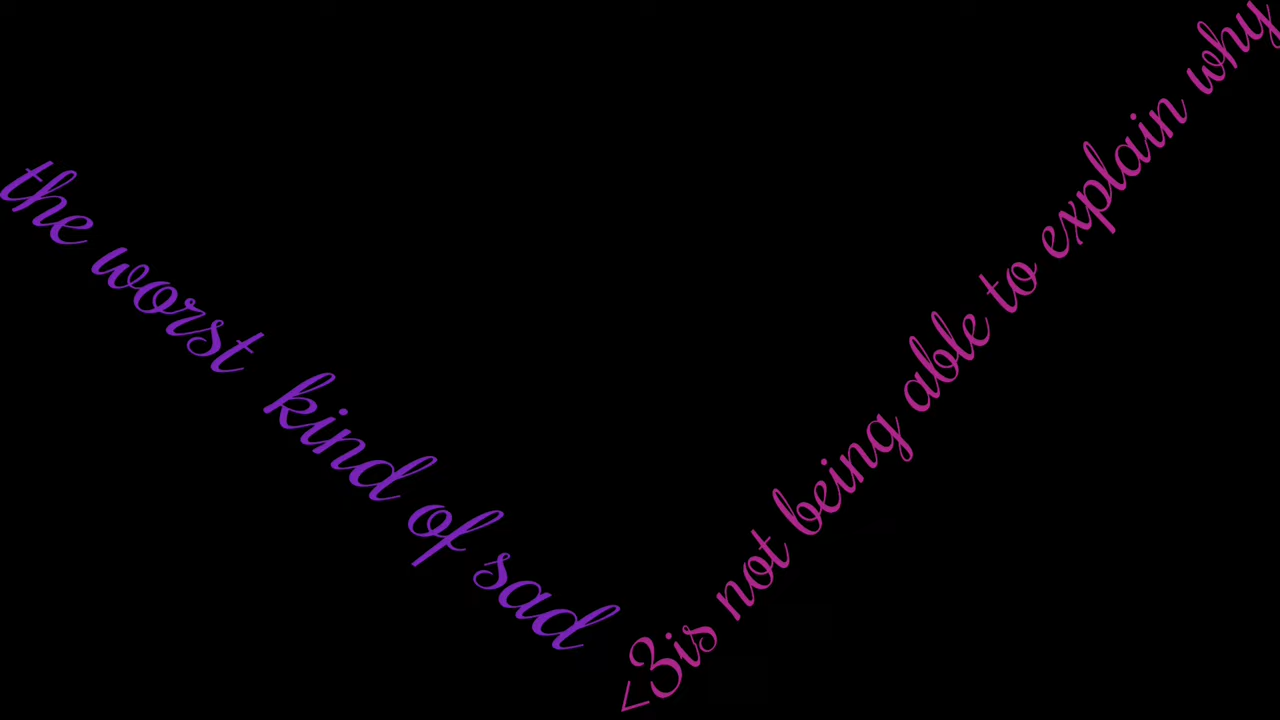 the worst kind of sad
<3is not being able to explain why